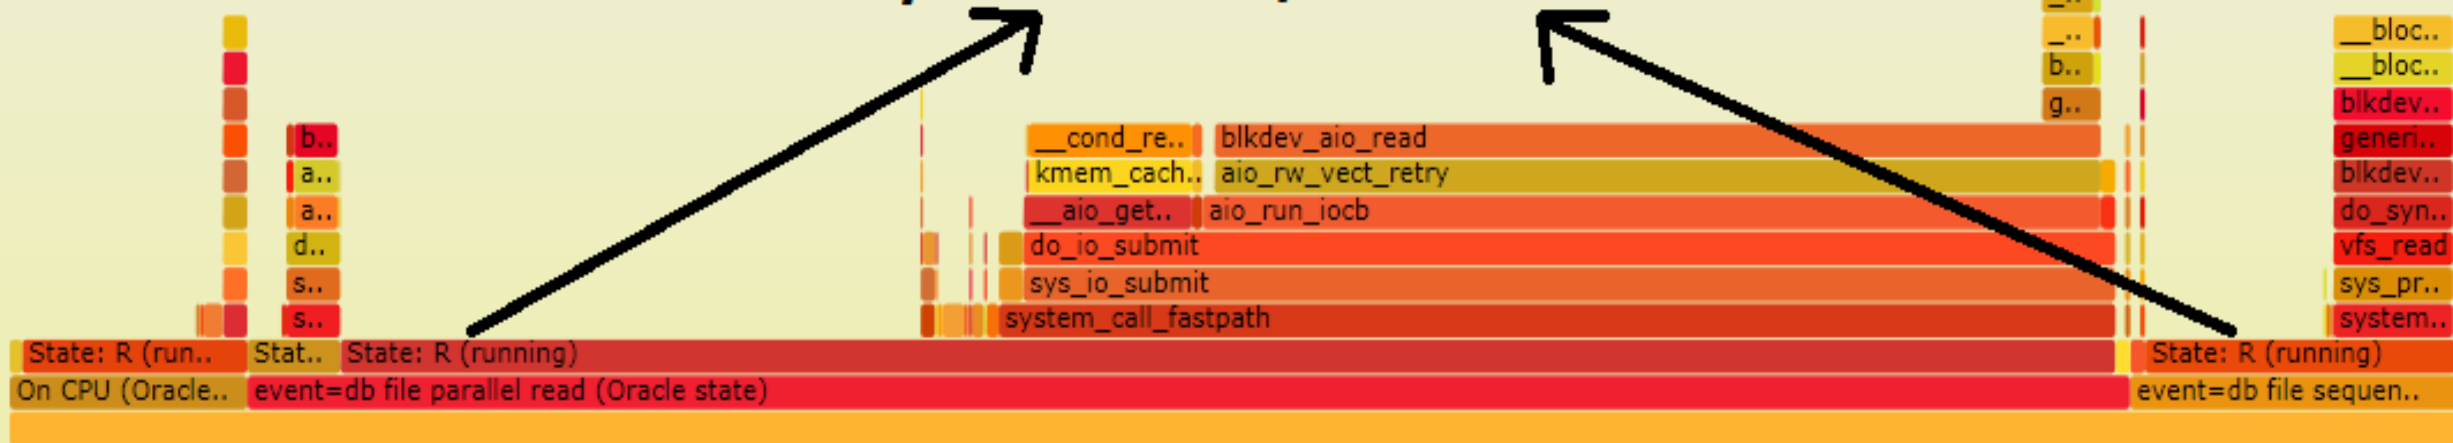 _.. __bloc..
b.. __bloc..
g.. blkdev..
b.. __cond_re.. blkdev_aio_read generi..
a.. kmem_cach.. aio_rw_vect_retry blkdev..
a.. __aio_get.. aio_run_iocb do_syn..
d.. do_io_submit vfs_read
s.. sys_io_submit sys_pr..
s.. system_call_fastpath system..
State: R (run.. Stat.. State: R (running) State: R (running)
On CPU (Oracle.. event=db file parallel read (Oracle state) event=db file sequen..